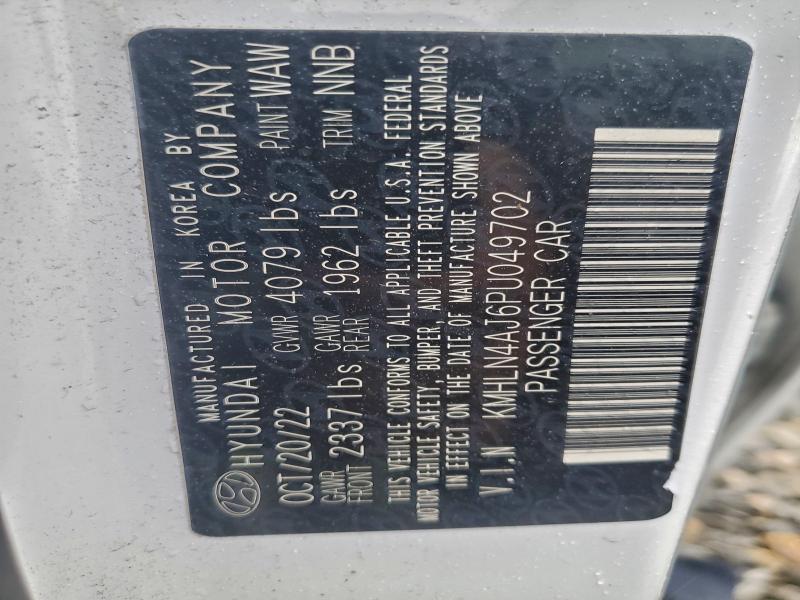 MANUFACTURED IN KOREA BY
HYUNDAI MOTOR COMPANY
OCT/20/22 GVWR 4079 lbs PAINT WAW
GAWR FRONT 2337 lbs GAWR REAR 1962 lbs TRIM NNB
THIS VEHICLE CONFORMS TO ALL APPLICABLE U.S.A. FEDERAL
MOTOR VEHICLE SAFETY, BUMPER, AND THEFT PREVENTION STANDARDS
IN EFFECT ON THE DATE OF MANUFACTURE SHOWN ABOVE
V.I.N KMHLN4AJ6PU049702
PASSENGER CAR